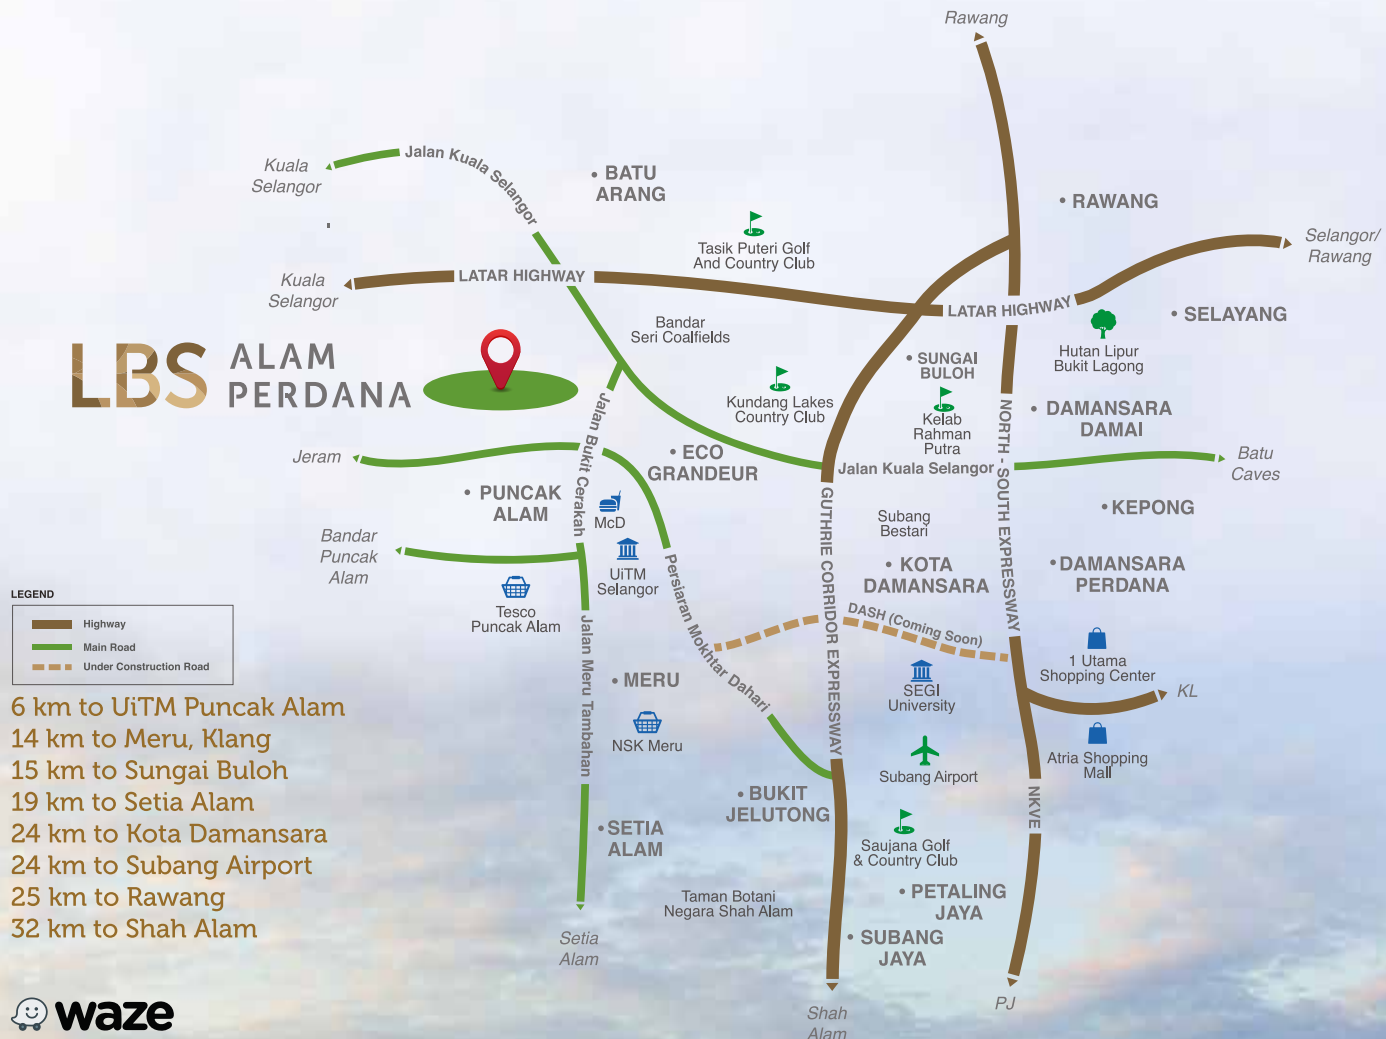 Rawang
Kuala
Selangor
Jalan Kuala Selangor
• BATU
ARANG
• RAWANG
Tasik Puteri Golf
And Country Club
Selangor/
Rawang
Kuala
Selangor
LATAR HIGHWAY
LATAR HIGHWAY
• SELAYANG
Bandar
Seri Coalfields
Hutan Lipur
Bukit Lagong
LBS ALAM
PERDANA
• SUNGAI
BULOH
Kundang Lakes
Country Club
Kelab
Rahman
Putra
• DAMANSARA
DAMAI
Jalan Bukit Cerakah
Jeram
• ECO
GRANDEUR
Jalan Kuala Selangor
NORTH - SOUTH EXPRESSWAY
Batu
Caves
• PUNCAK
ALAM
McD
GUTHRIE CORRIDOR EXPRESSWAY
Subang
Bestari
• KEPONG
Bandar
Puncak
Alam
UiTM
Selangor
Persiaran Mokhtar Dahari
• KOTA
DAMANSARA
• DAMANSARA
PERDANA
Tesco
Puncak Alam
DASH (Coming Soon)
Jalan Meru Tambahan
LEGEND
Highway
Main Road
Under Construction Road
1 Utama
Shopping Center
• MERU
SEGI
University
KL
NSK Meru
Subang Airport
Atria Shopping
Mall
NKVE
• BUKIT
JELUTONG
• SETIA
ALAM
Saujana Golf
& Country Club
Taman Botani
Negara Shah Alam
• PETALING
JAYA
• SUBANG
JAYA
Setia
Alam
Shah
Alam
PJ
6 km to UiTM Puncak Alam
14 km to Meru, Klang
15 km to Sungai Buloh
19 km to Setia Alam
24 km to Kota Damansara
24 km to Subang Airport
25 km to Rawang
32 km to Shah Alam
waze